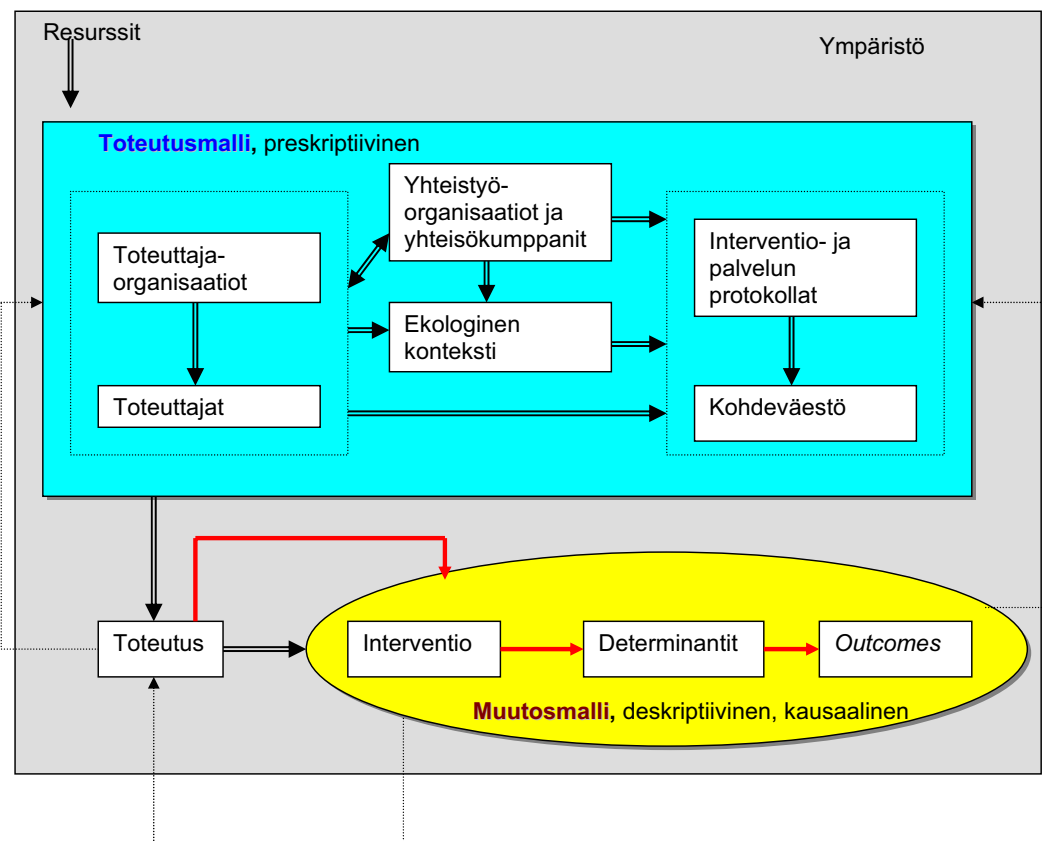 Resurssit
Ympäristö
Toteutusmalli, preskriptiivinen
Yhteistyö-
organisaatiot ja
yhteisökumppanit
Toteuttaja-
organisaatiot
Interventio- ja
palvelun
protokollat
Ekologinen
konteksti
Toteuttajat
Kohdeväestö
Toteutus
Interventio
Determinantit
Outcomes
Muutosmalli, deskriptiivinen, kausaalinen